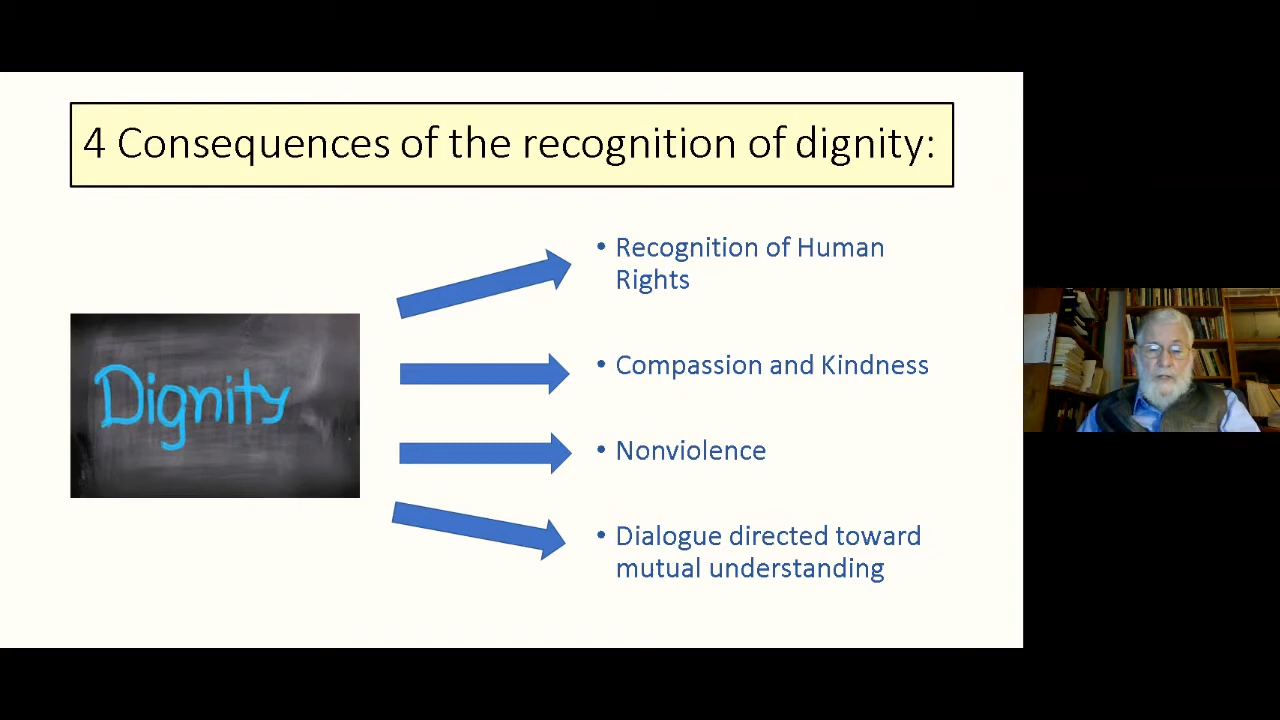 4 Consequences of the recognition of dignity:
Dignity
• Recognition of Human
Rights
• Compassion and Kindness
• Nonviolence
• Dialogue directed toward
mutual understanding